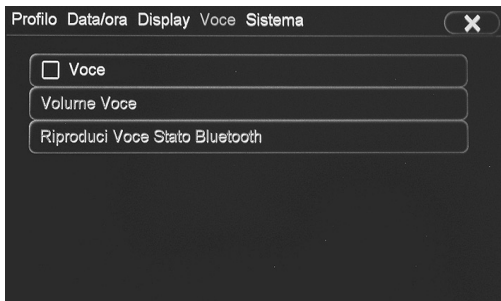 Profilo Data/ora Display Voce Sistema
Voce
Volume Voce
Riproduci Voce Stato Bluetooth